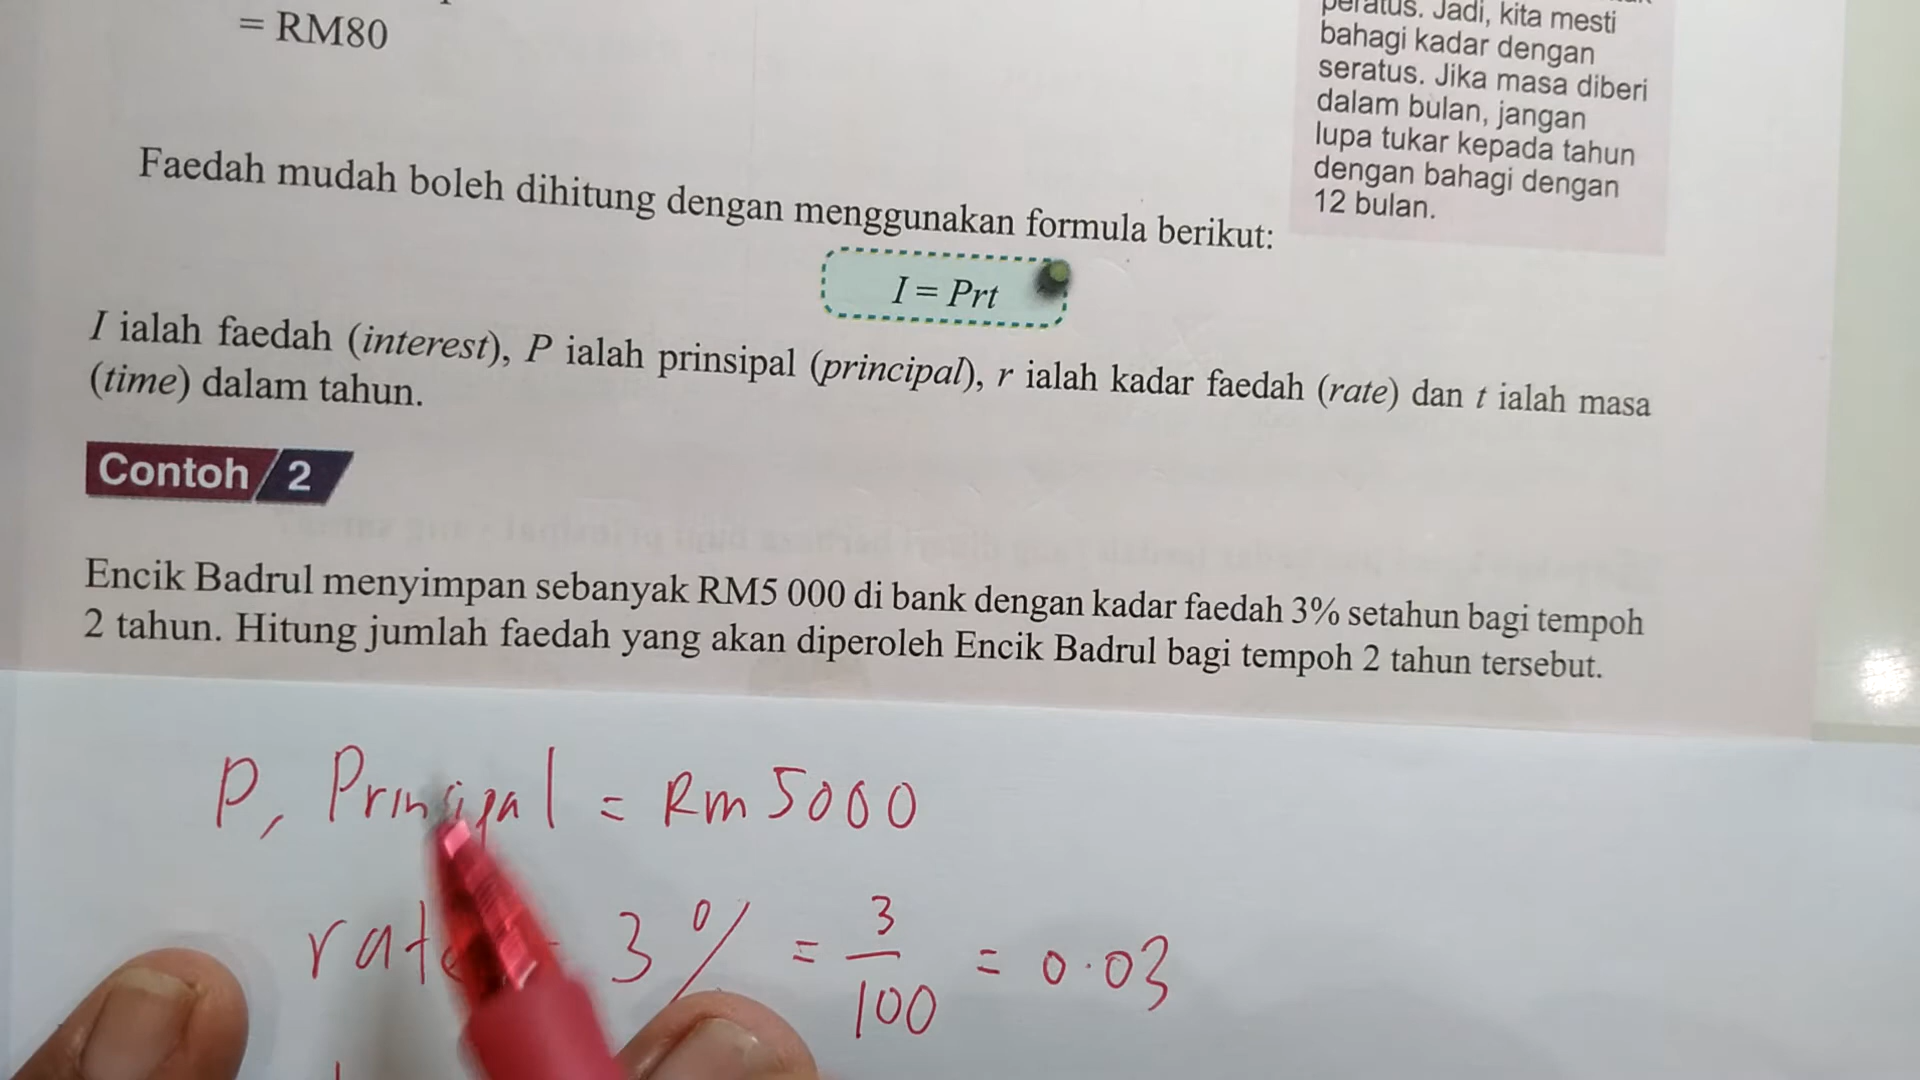 = RM80
peratus. Jadi, kita mesti
bahagi kadar dengan
seratus. Jika masa diberi
dalam bulan, jangan
lupa tukar kepada tahun
dengan bahagi dengan
12 bulan.
Faedah mudah boleh dihitung dengan menggunakan formula berikut:
I = Prt
I ialah faedah (interest), P ialah prinsipal (principal), r ialah kadar faedah (rate) dan t ialah masa
(time) dalam tahun.
Contoh 2
Encik Badrul menyimpan sebanyak RM5 000 di bank dengan kadar faedah 3% setahun bagi tempoh
2 tahun. Hitung jumlah faedah yang akan diperoleh Encik Badrul bagi tempoh 2 tahun tersebut.
P, Prinsipal = Rm 5000
rate = 3% = 3/100 = 0.03